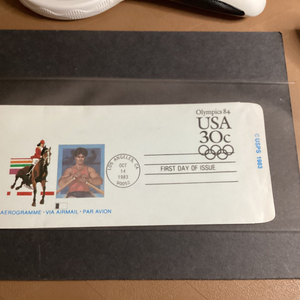 Olympics 84
USA
30c
© USPS 1983
LOS ANGELES, CA
OCT
14
1983
90052
FIRST DAY OF ISSUE
AEROGRAMME • VIA AIRMAIL • PAR AVION